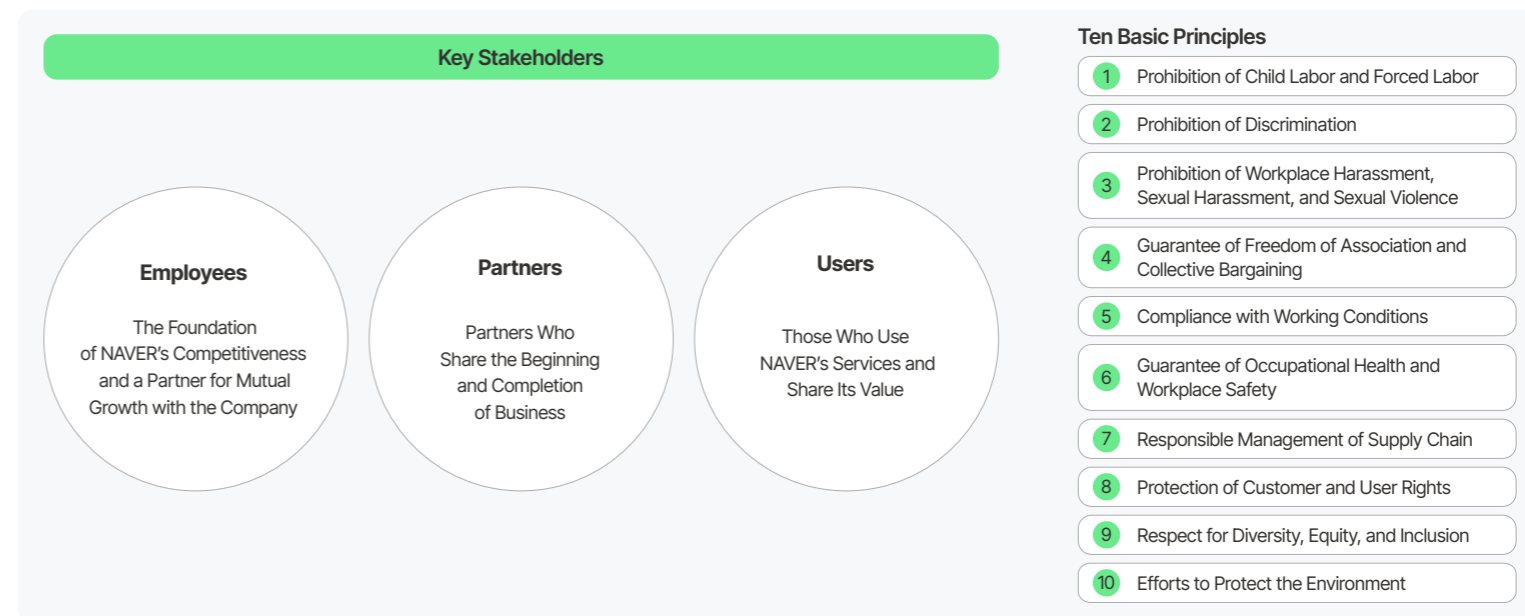 Key Stakeholders
Employees
The Foundation
of NAVER's Competitiveness
and a Partner for Mutual
Growth with the Company
Partners
Partners Who
Share the Beginning
and Completion
of Business
Users
Those Who Use
NAVER's Services and
Share Its Value
Ten Basic Principles
1 Prohibition of Child Labor and Forced Labor
2 Prohibition of Discrimination
3 Prohibition of Workplace Harassment,
Sexual Harassment, and Sexual Violence
4 Guarantee of Freedom of Association and
Collective Bargaining
5 Compliance with Working Conditions
6 Guarantee of Occupational Health and
Workplace Safety
7 Responsible Management of Supply Chain
8 Protection of Customer and User Rights
9 Respect for Diversity, Equity, and Inclusion
10 Efforts to Protect the Environment